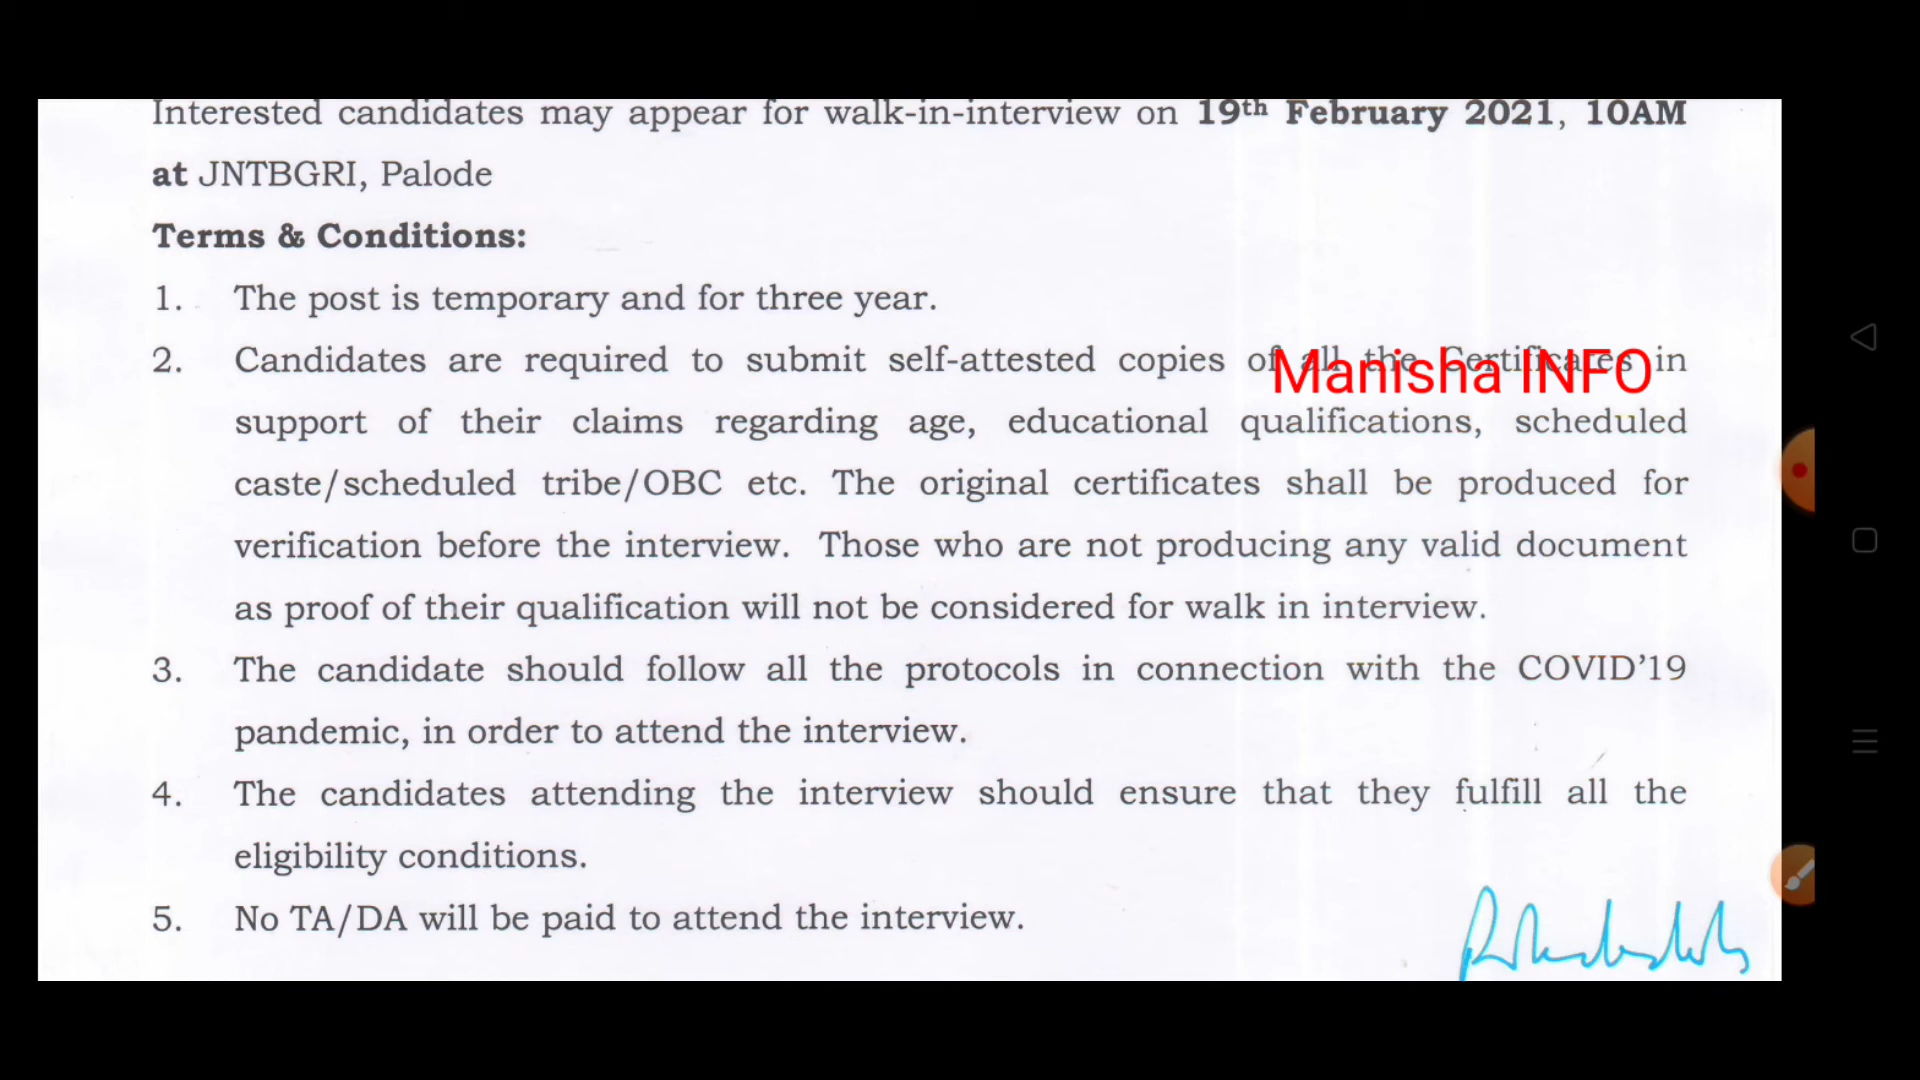 Interested candidates may appear for walk-in-interview on 19th February 2021, 10AM
at JNTBGRI, Palode
Terms & Conditions:
1. The post is temporary and for three year.
2. Candidates are required to submit self-attested copies of all the Certificates in
Manisha INFO
support of their claims regarding age, educational qualifications, scheduled
caste/scheduled tribe/OBC etc. The original certificates shall be produced for
verification before the interview. Those who are not producing any valid document
as proof of their qualification will not be considered for walk in interview.
3. The candidate should follow all the protocols in connection with the COVID'19
pandemic, in order to attend the interview.
4. The candidates attending the interview should ensure that they fulfill all the
eligibility conditions.
5. No TA/DA will be paid to attend the interview.